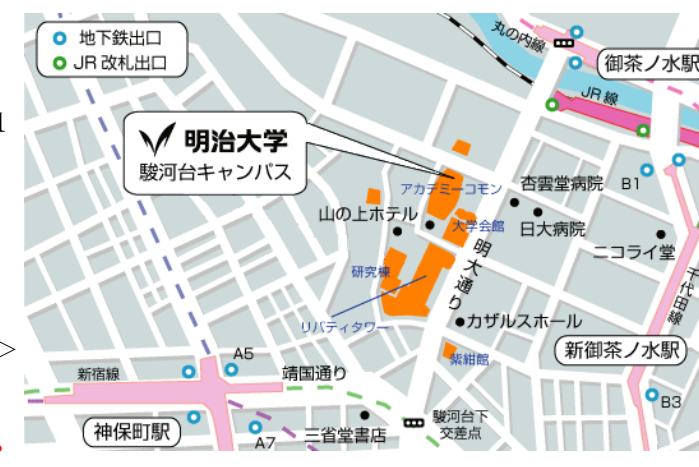 地下鉄出口
JR 改札出口
丸の内線
御茶ノ水駅
JR 線
1
明治大学
駿河台キャンパス
アカデミーコモン
杏雲堂病院
B1
山の上ホテル
大学会館
日大病院
ニコライ堂
明大通り
研究棟
千代田線
リバティタワー
カザルスホール
>
新宿線
A5
靖国通り
紫紺館
新御茶ノ水駅
B3
神保町駅
A7
三省堂書店
駿河台下
交差点